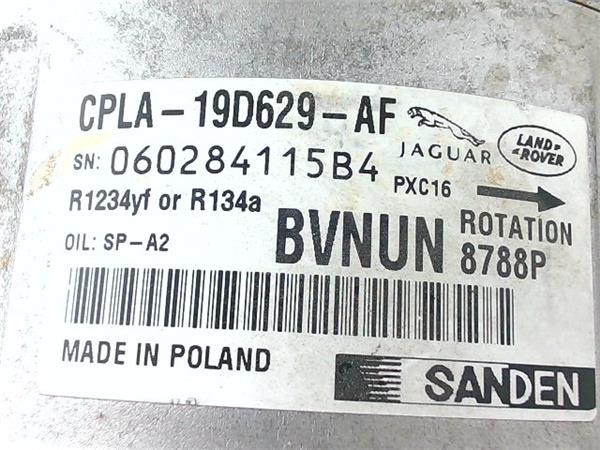 CPLA-19D629-AF
JAGUAR
LAND-
ROVER
SN: 060284115B4
PXC16
R1234yf or R134a
BVNUN
ROTATION
OIL: SP-A2
8788P
MADE IN POLAND
SANDEN